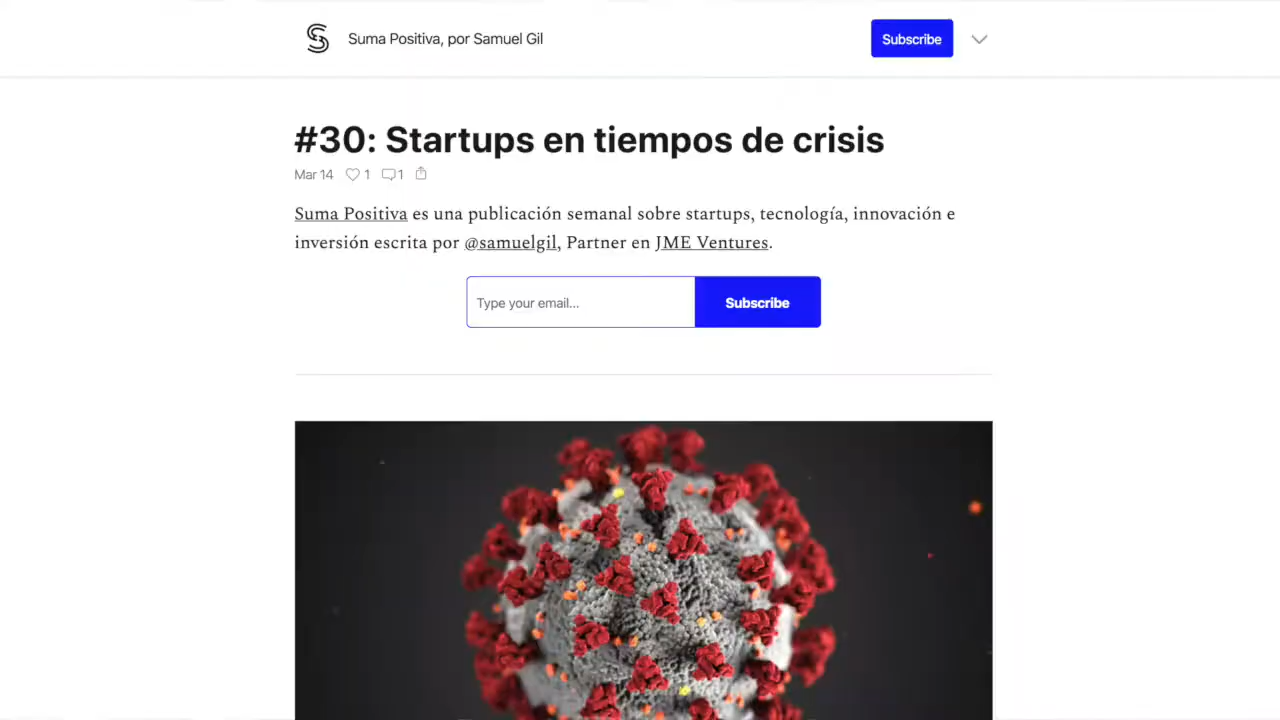 Suma Positiva, por Samuel Gil
Subscribe
#30: Startups en tiempos de crisis
Mar 14 1 1
Suma Positiva es una publicación semanal sobre startups, tecnología, innovación e
inversión escrita por @samuelgil, Partner en JME Ventures.
Type your email...
Subscribe